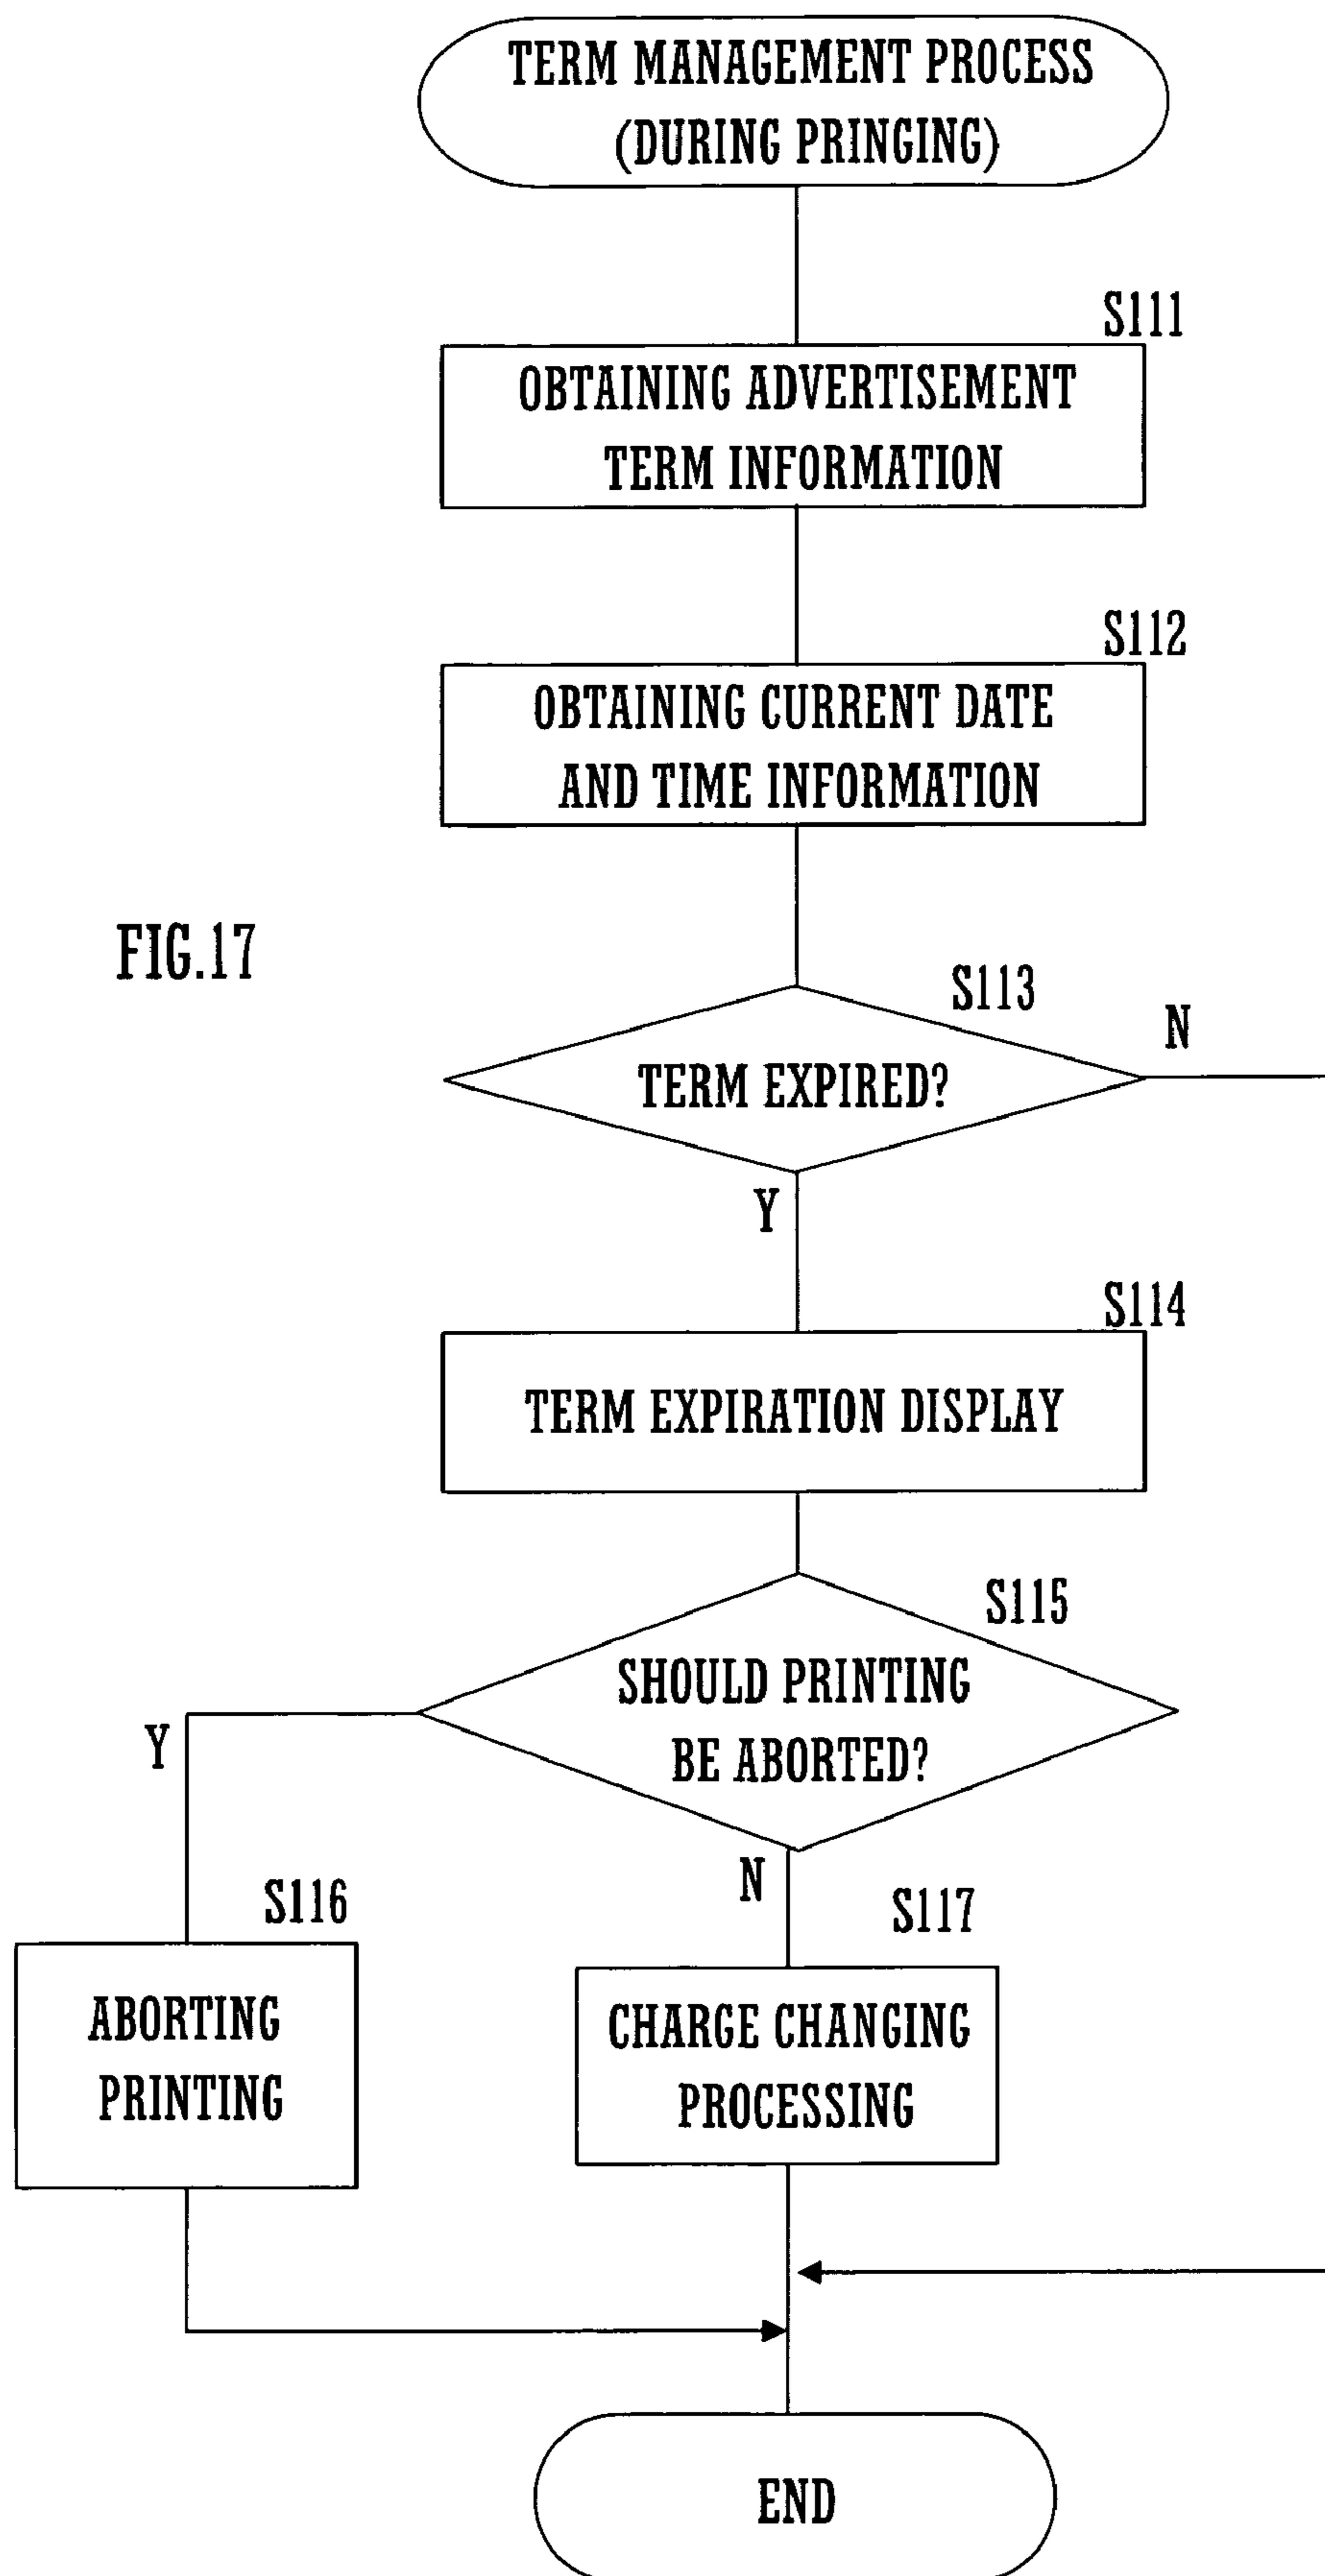 TERM MANAGEMENT PROCESS
(DURING PRINGING)
S111
OBTAINING ADVERTISEMENT
TERM INFORMATION
S112
OBTAINING CURRENT DATE
AND TIME INFORMATION
FIG.17
S113
N
TERM EXPIRED?
Y
S114
TERM EXPIRATION DISPLAY
S115
SHOULD PRINTING
BE ABORTED?
Y
N
S116
S117
ABORTING
PRINTING
CHARGE CHANGING
PROCESSING
END